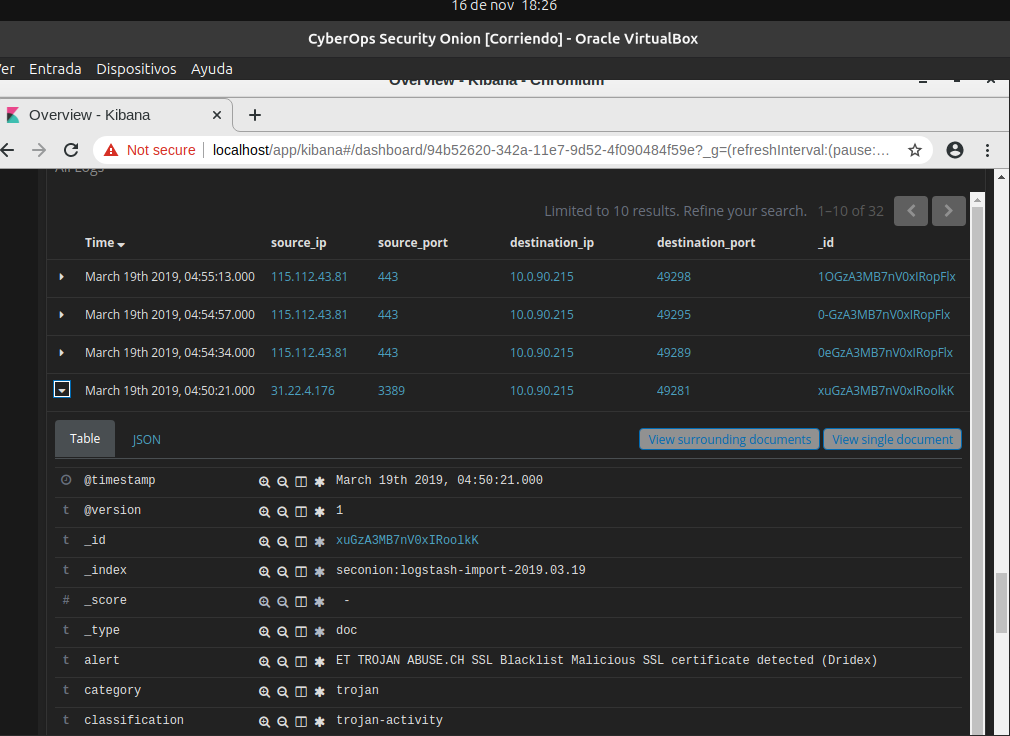 16 de nov  18:26
CyberOps Security Onion [Corriendo] - Oracle VirtualBox
er Entrada Dispositivos Ayuda
Overview - Kibana - Chromium
Overview - Kibana
Not secure localhost/app/kibana#/dashboard/94b52620-342a-11e7-9d52-4f090484f59e?_g=(refreshInterval:(pause:...
All Logs
Limited to 10 results. Refine your search. 1–10 of 32
Time source_ip source_port destination_ip destination_port _id
March 19th 2019, 04:55:13.000 115.112.43.81 443 10.0.90.215 49298 1OGzA3MB7nV0xIRopFlx
March 19th 2019, 04:54:57.000 115.112.43.81 443 10.0.90.215 49295 0-GzA3MB7nV0xIRopFlx
March 19th 2019, 04:54:34.000 115.112.43.81 443 10.0.90.215 49289 0eGzA3MB7nV0xIRopFlx
March 19th 2019, 04:50:21.000 31.22.4.176 3389 10.0.90.215 49281 xuGzA3MB7nV0xIRoolkK
Table JSON View surrounding documents View single document
@timestamp March 19th 2019, 04:50:21.000
t @version 1
t _id xuGzA3MB7nV0xIRoolkK
t _index seconion:logstash-import-2019.03.19
# _score -
t _type doc
t alert ET TROJAN ABUSE.CH SSL Blacklist Malicious SSL certificate detected (Dridex)
t category trojan
t classification trojan-activity